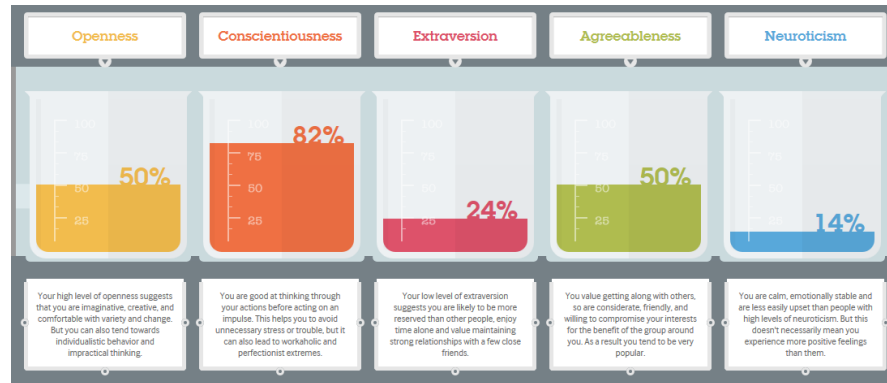 Openness
Conscientiousness
Extraversion
Agreeableness
Neuroticism
100
75
50
25
50%
100
75
50
25
82%
100
75
50
25
24%
100
75
50
25
50%
100
75
50
25
14%
Your high level of openness suggests
that you are imaginative, creative, and
comfortable with variety and change.
But you can also tend towards
individualistic behavior and
impractical thinking.
You are good at thinking through
your actions before acting on an
impulse. This helps you to avoid
unnecessary stress or trouble, but it
can also lead to workaholic and
perfectionist extremes.
Your low level of extraversion
suggests you are likely to be more
reserved than other people, enjoy
time alone and value maintaining
strong relationships with a few close
friends.
You value getting along with others,
so are considerate, friendly, and
willing to compromise your interests
for the benefit of the group around
you. As a result you tend to be very
popular.
You are calm, emotionally stable and
are less easily upset than people with
high levels of neuroticism. But this
doesn't necessarily mean you
experience more positive feelings
than them.